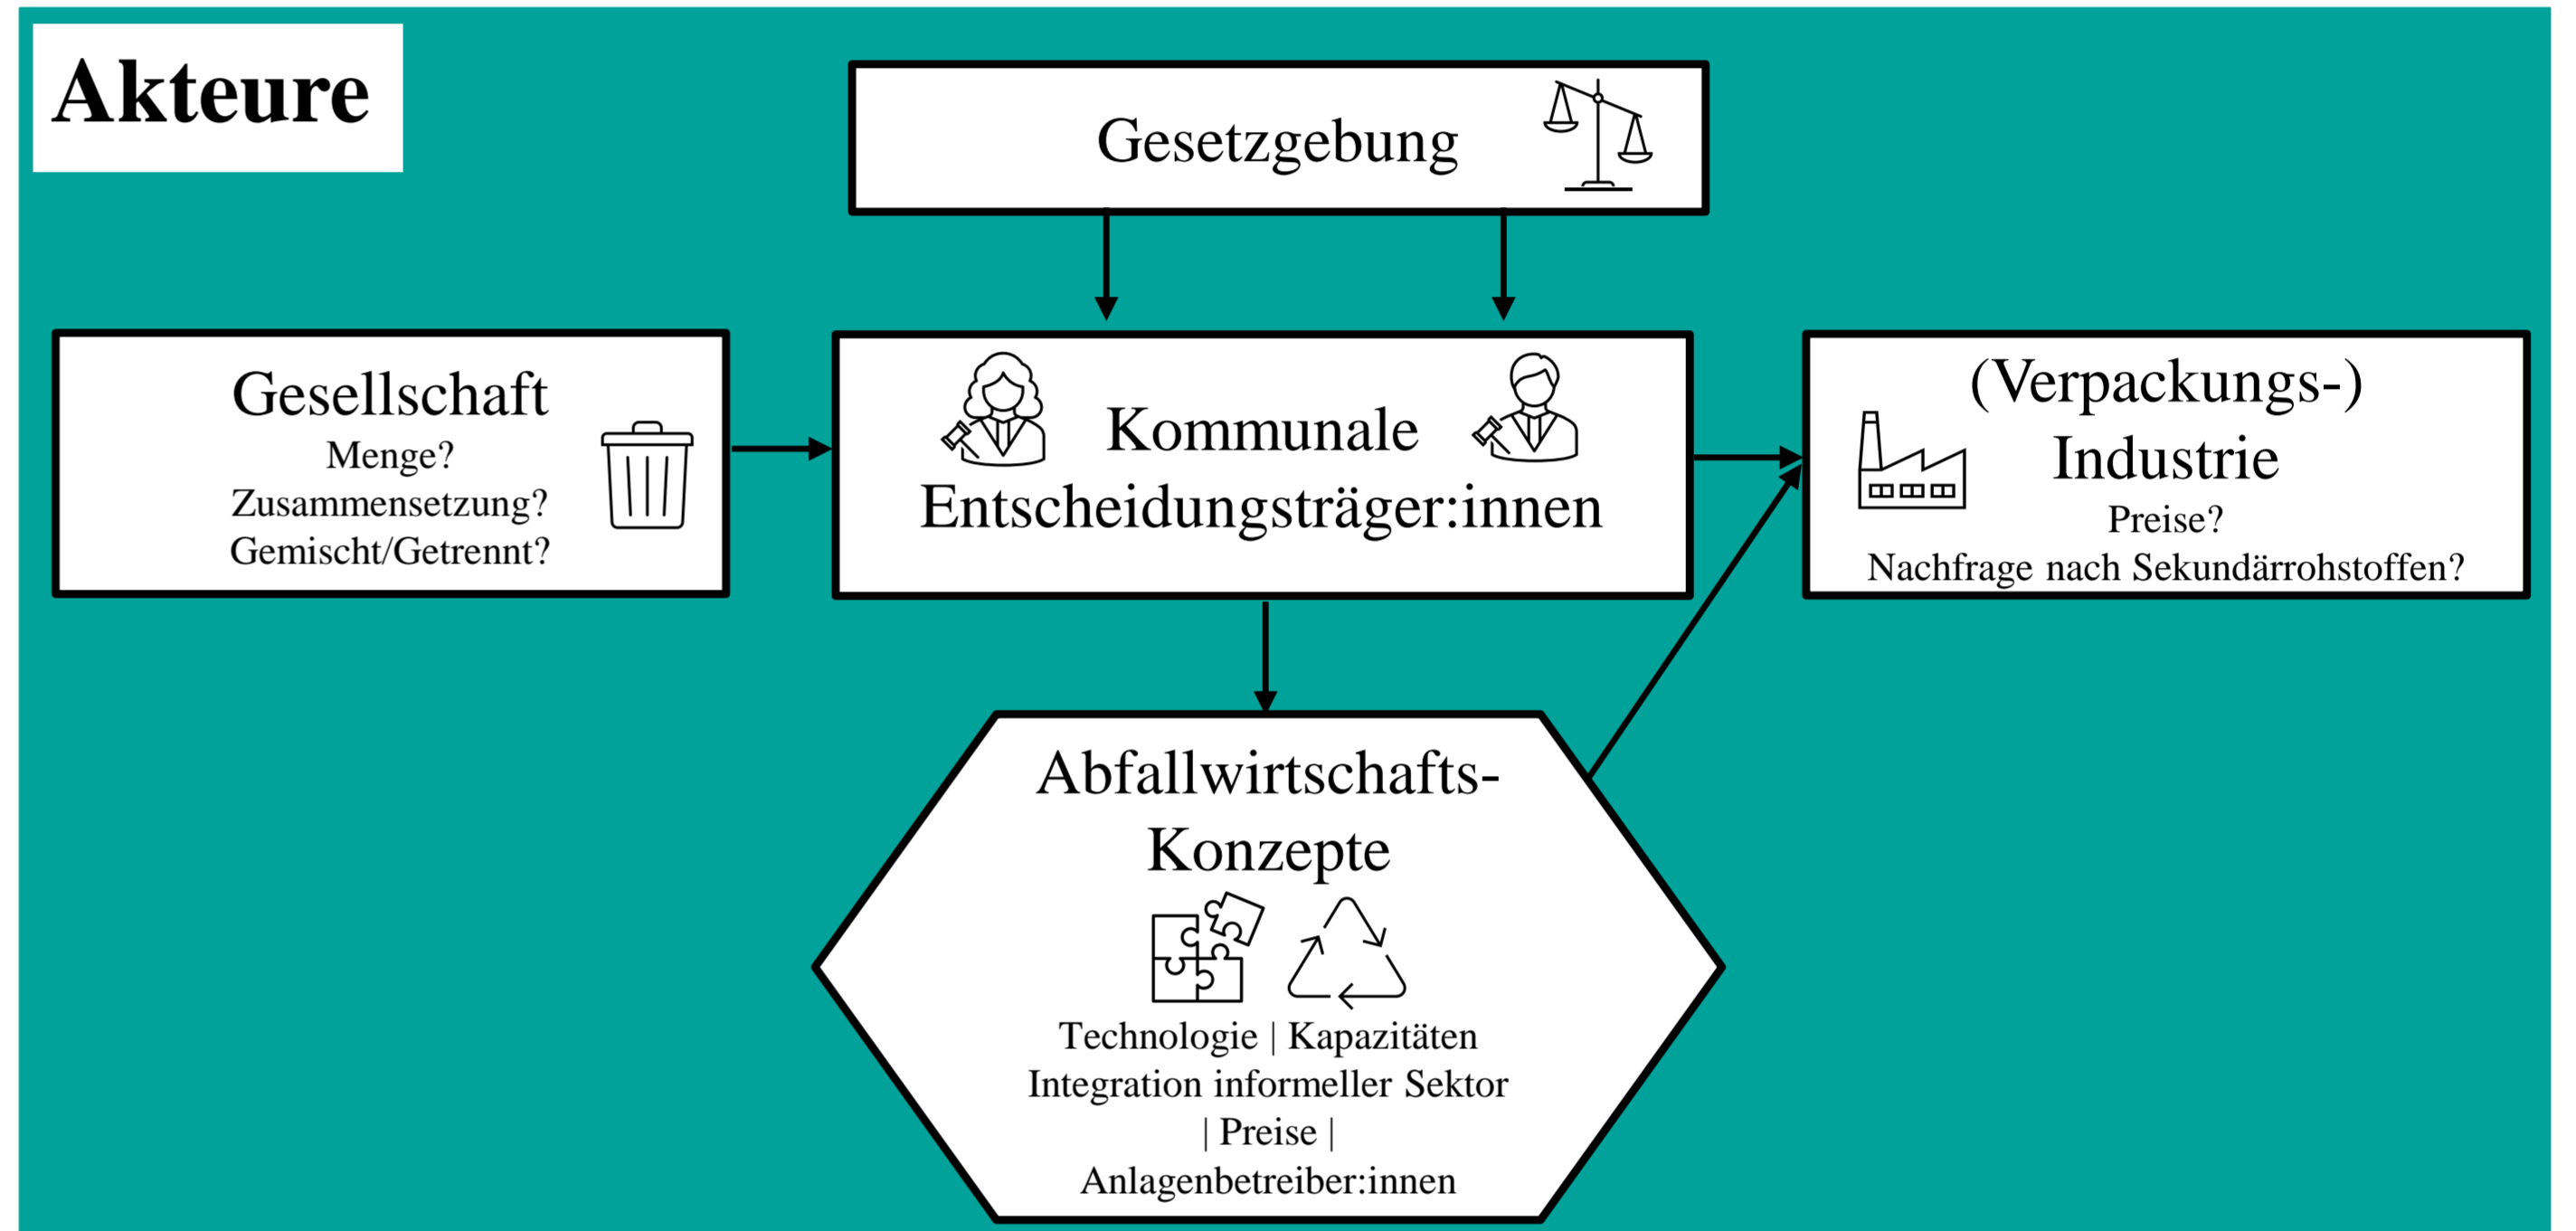 Akteure
Gesetzgebung
Gesellschaft
Menge?
Zusammensetzung?
Gemischt/Getrennt?
Kommunale
Entscheidungsträger:innen
(Verpackungs-)
Industrie
Preise?
Nachfrage nach Sekundärrohstoffen?
Abfallwirtschafts-
Konzepte
Technologie | Kapazitäten
Integration informeller Sektor
| Preise |
Anlagenbetreiber:innen